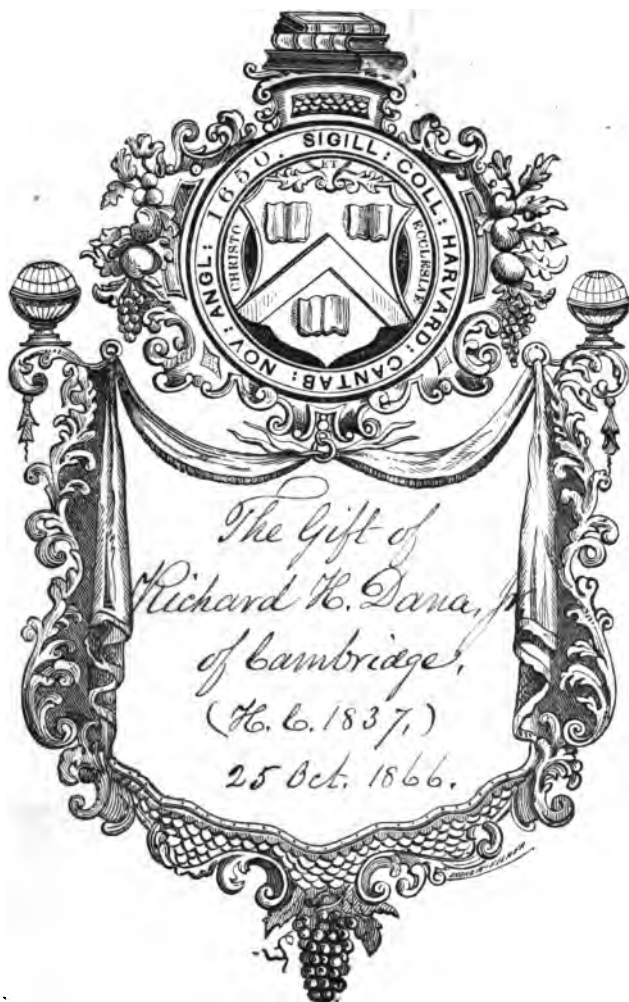 SIGILL: COLL: HARVARD: CANTAB: NOV: ANGL: 1650.
ET
CHRISTO
ECCLESIAE
The Gift of
Richard H. Dana, Jr
of Cambridge,
(H. C. 1837,)
25 Oct. 1866.